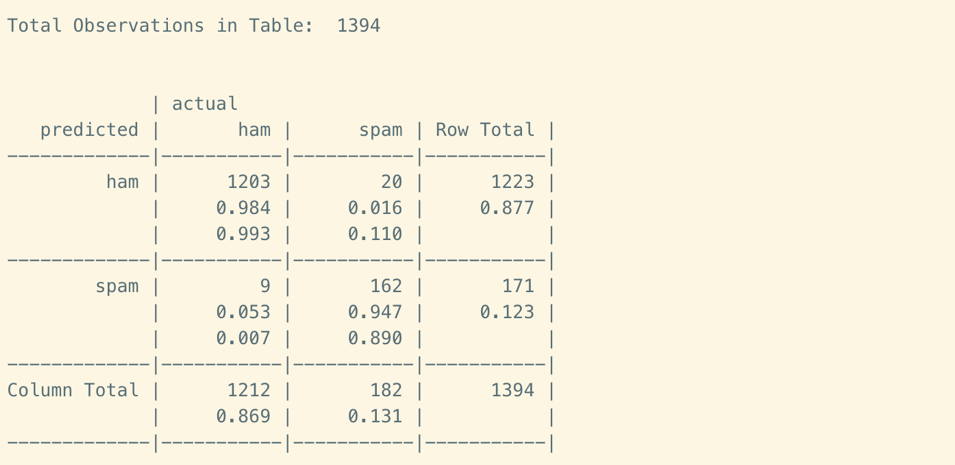 Total Observations in Table:  1394
             | actual
   predicted |       ham |      spam | Row Total |
-------------|-----------|-----------|-----------|
         ham |      1203 |        20 |      1223 |
             |     0.984 |     0.016 |     0.877 |
             |     0.993 |     0.110 |           |
-------------|-----------|-----------|-----------|
        spam |         9 |       162 |       171 |
             |     0.053 |     0.947 |     0.123 |
             |     0.007 |     0.890 |           |
-------------|-----------|-----------|-----------|
Column Total |      1212 |       182 |      1394 |
             |     0.869 |     0.131 |           |
-------------|-----------|-----------|-----------|